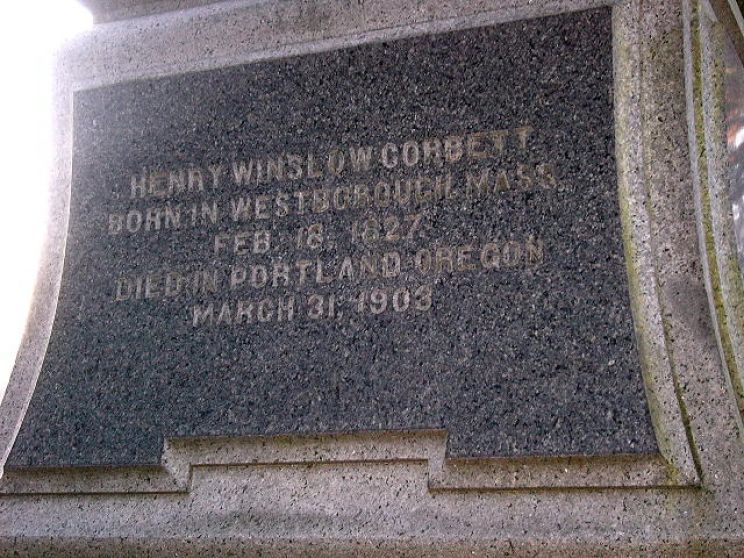 HENRY WINSLOW CORBETT
BORN IN WESTBOROUGH, MASS.
FEB. 18, 1827
DIED IN PORTLAND OREGON
MARCH 31, 1903